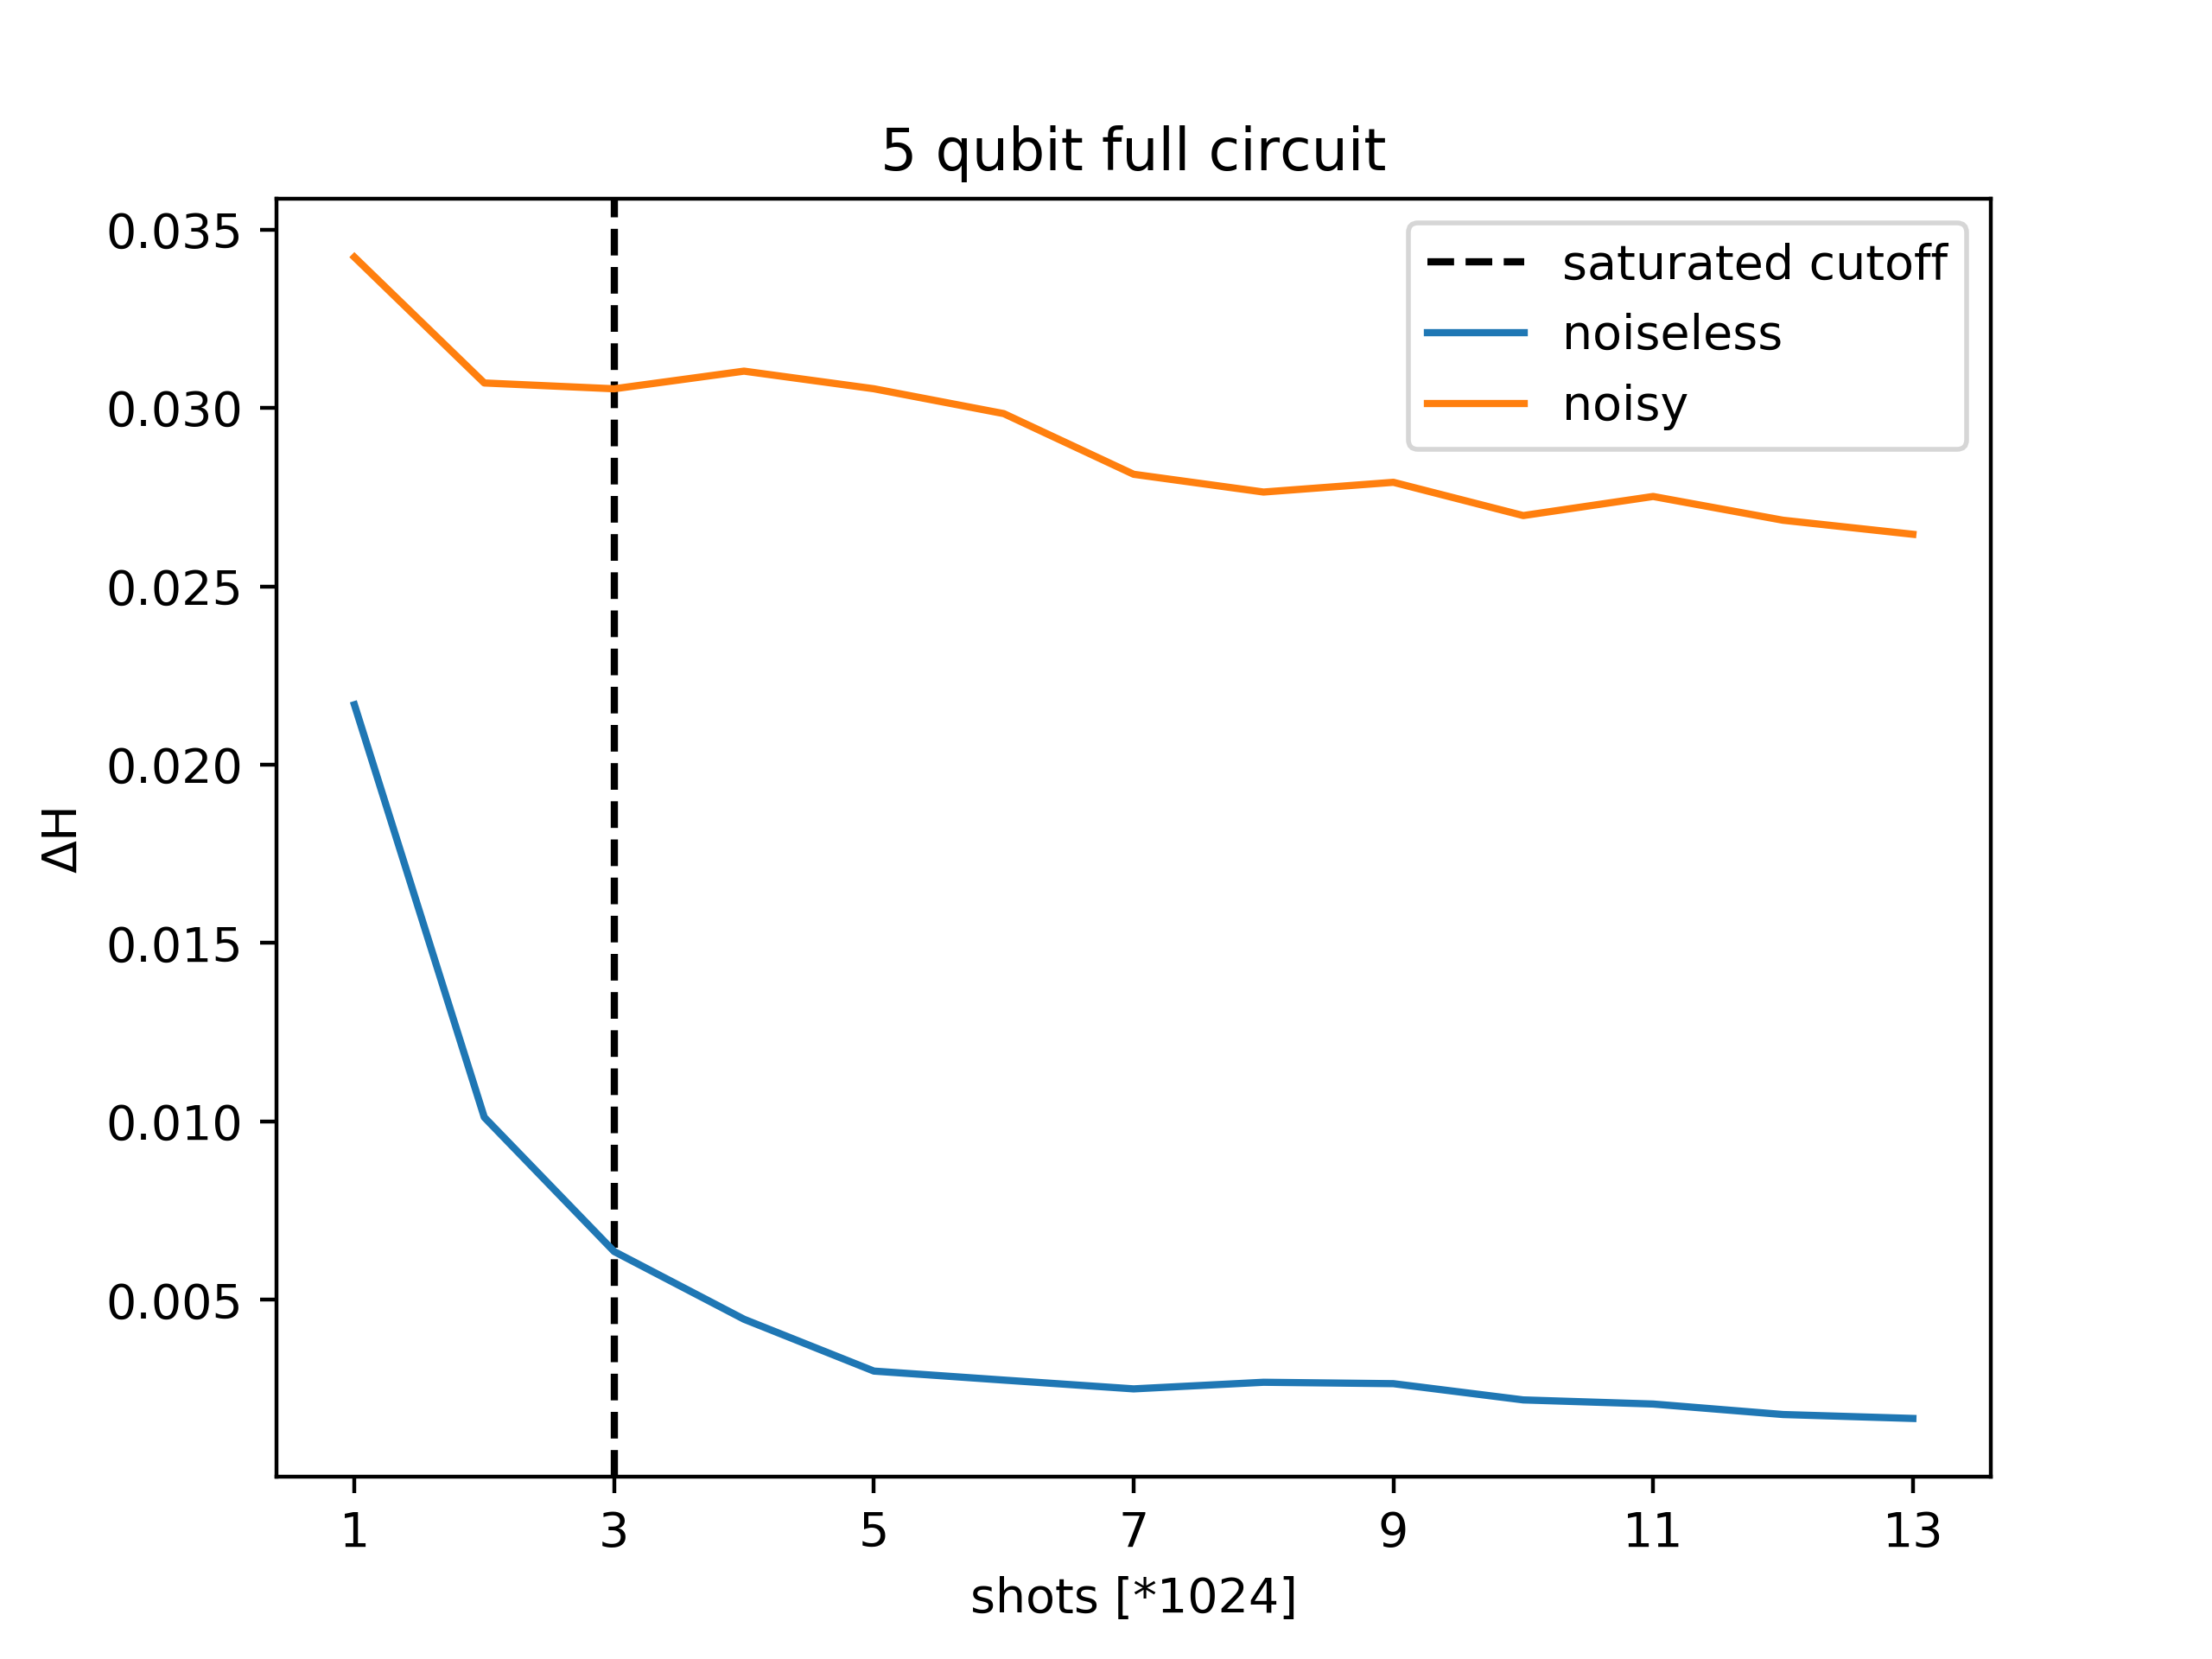 5 qubit full circuit
saturated cutoff
noiseless
noisy
0.035
0.030
0.025
0.020
0.015
0.010
0.005
ΔH
1 3 5 7 9 11 13
shots [*1024]